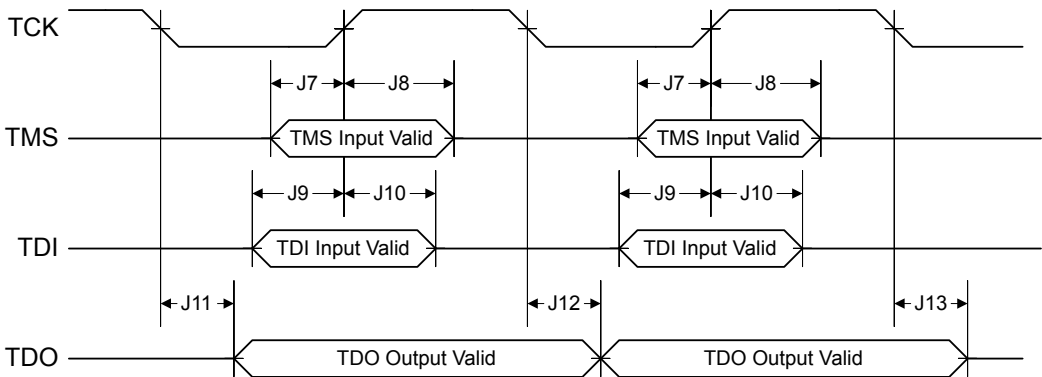 TCK
J7 J8 J7 J8
TMS TMS Input Valid TMS Input Valid
J9 J10 J9 J10
TDI TDI Input Valid TDI Input Valid
J11 J12 J13
TDO TDO Output Valid TDO Output Valid